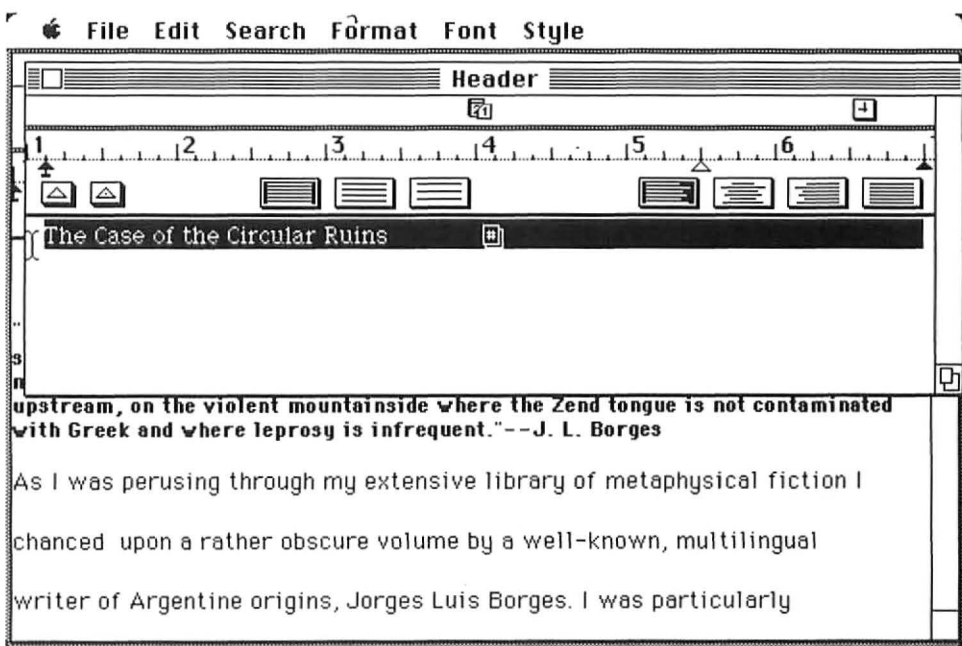 File Edit Search Format Font Style
Header
1 2 3 4 5 6
The Case of the Circular Ruins #
s
n
upstream, on the violent mountainside where the Zend tongue is not contaminated
with Greek and where leprosy is infrequent."--J. L. Borges
As I was perusing through my extensive library of metaphysical fiction I
chanced upon a rather obscure volume by a well-known, multilingual
writer of Argentine origins, Jorges Luis Borges. I was particularly